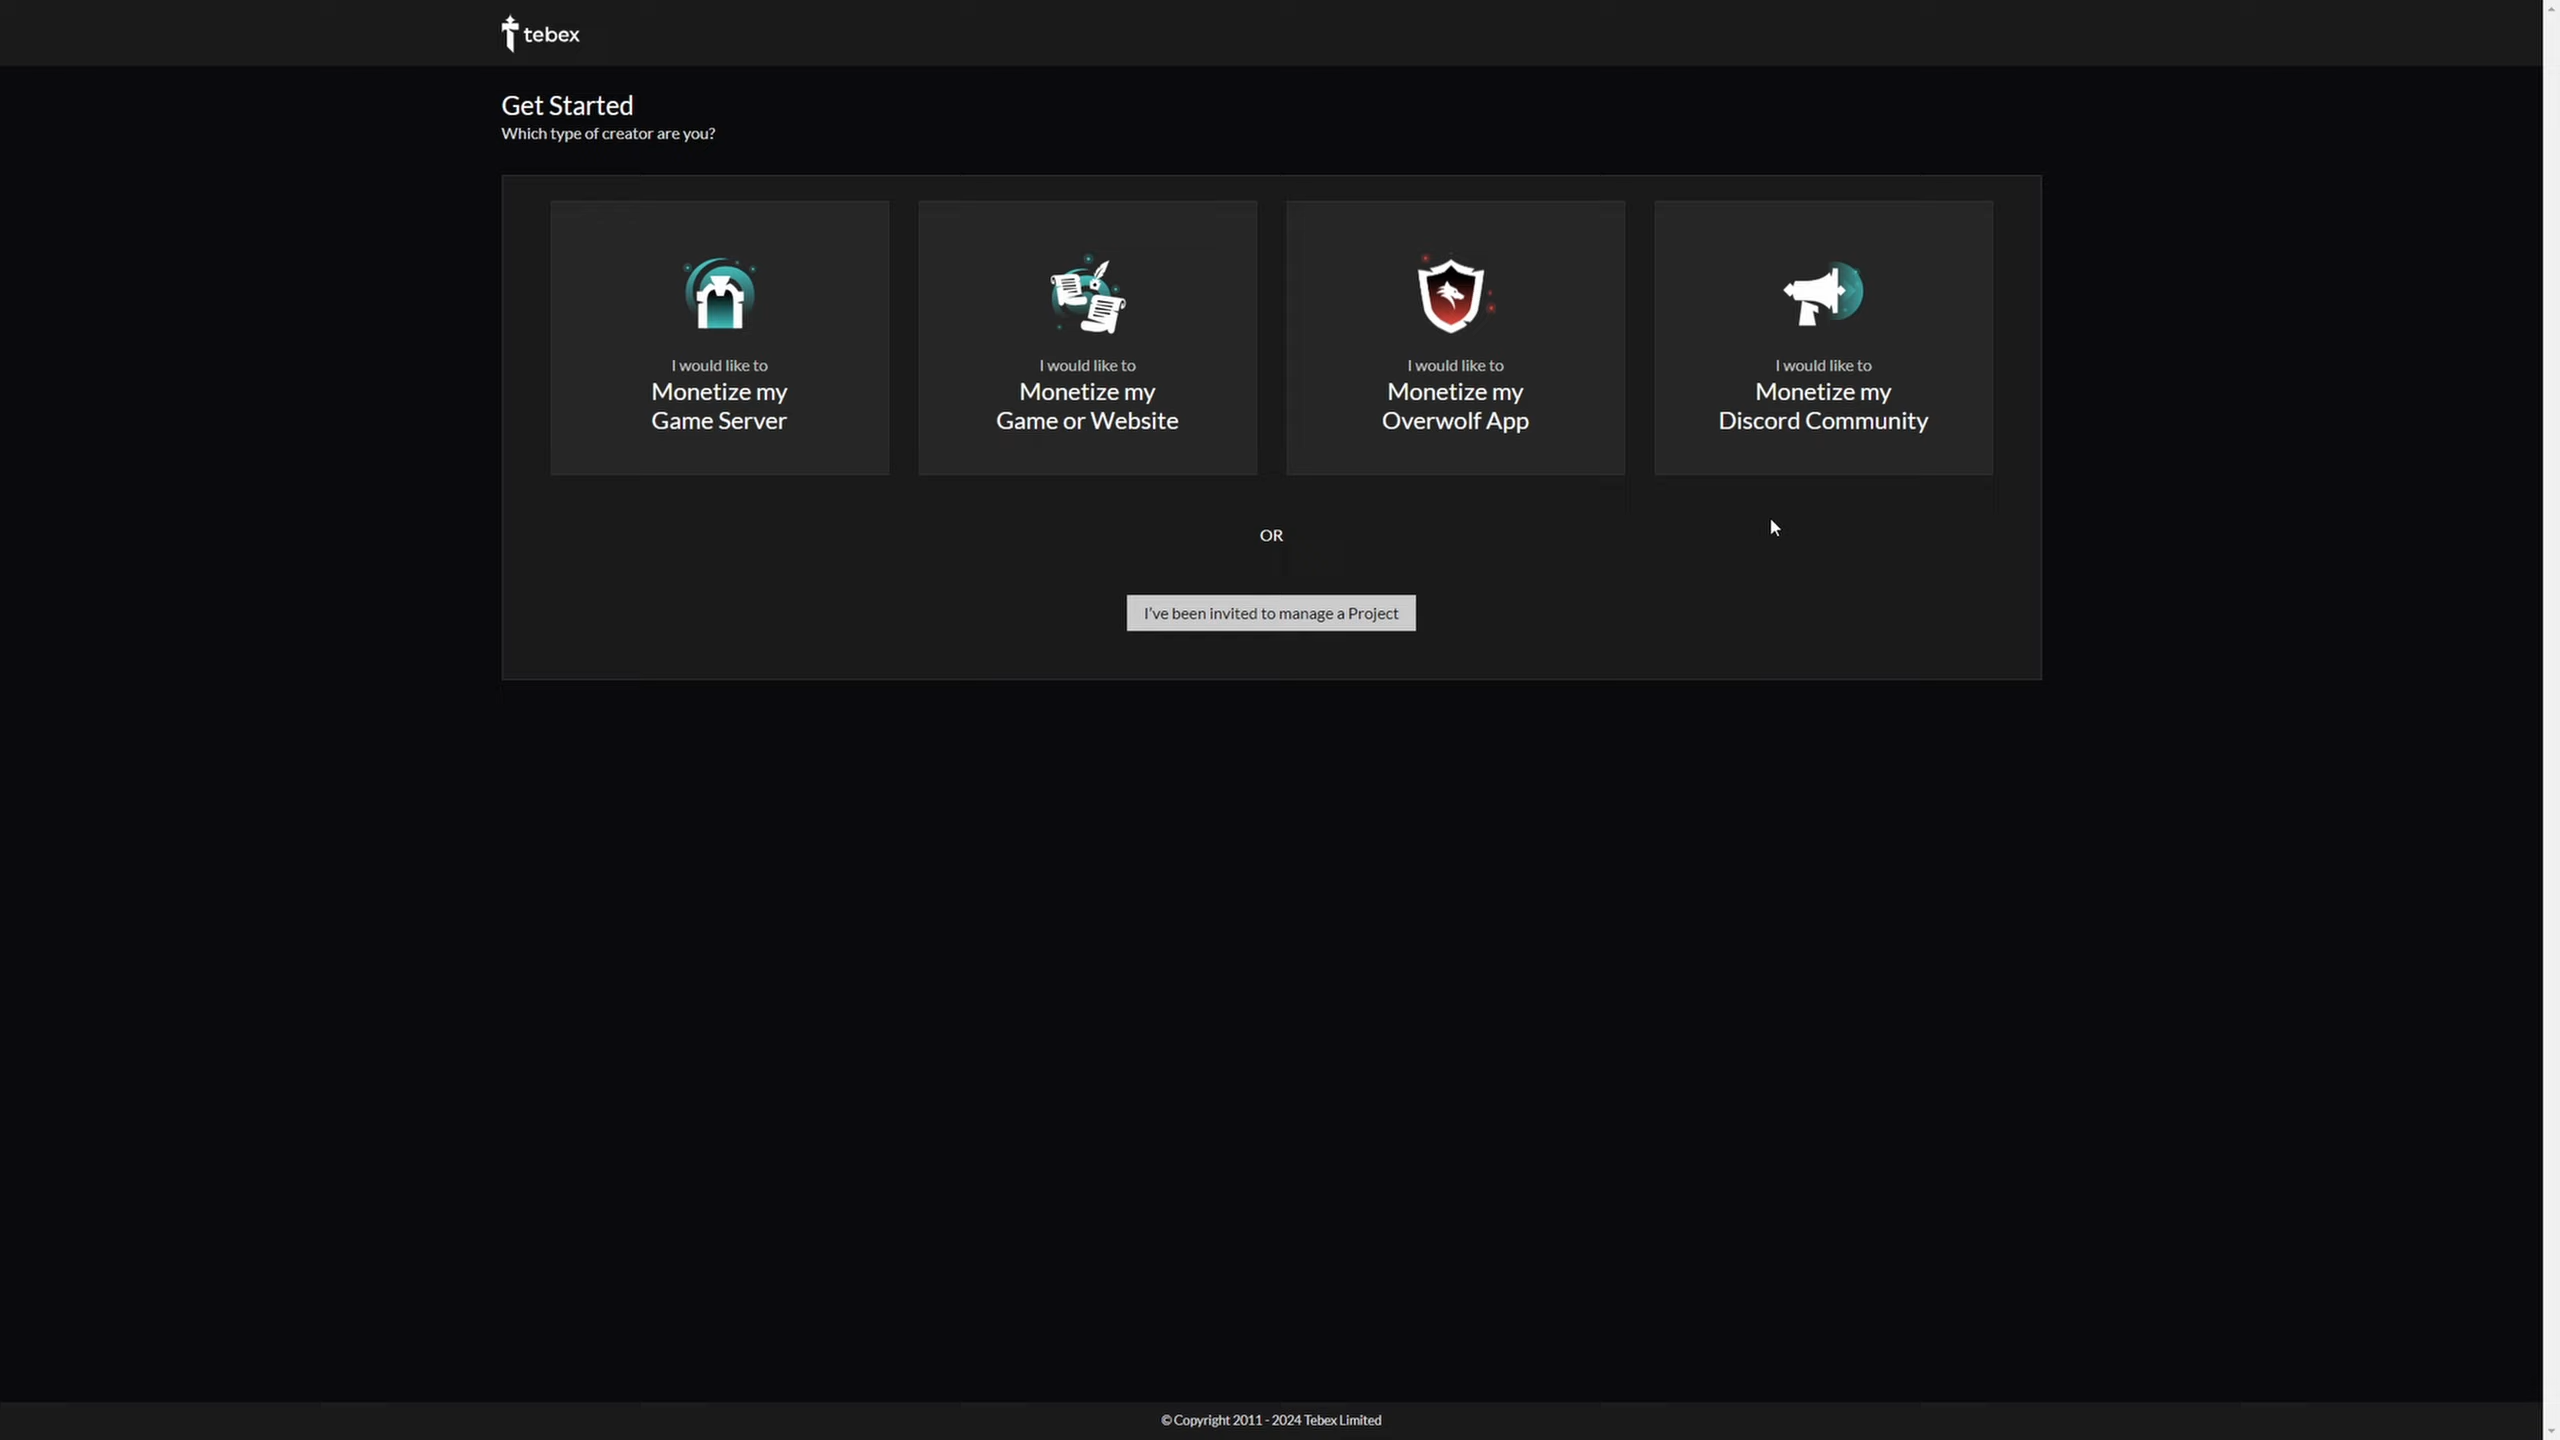 tebex
Get Started
Which type of creator are you?
I would like to
Monetize my
Game Server
I would like to
Monetize my
Game or Website
I would like to
Monetize my
Overwolf App
I would like to
Monetize my
Discord Community
OR
I've been invited to manage a Project
© Copyright 2011 - 2024 Tebex Limited